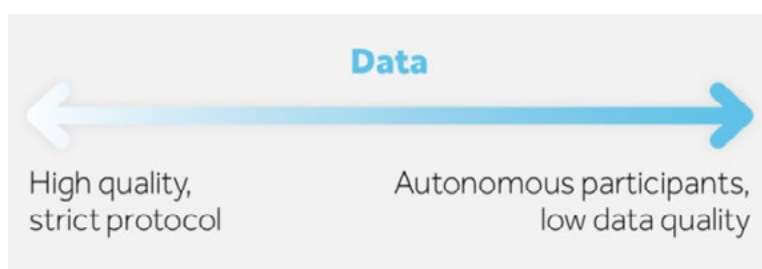 Data
High quality,
strict protocol
Autonomous participants,
low data quality